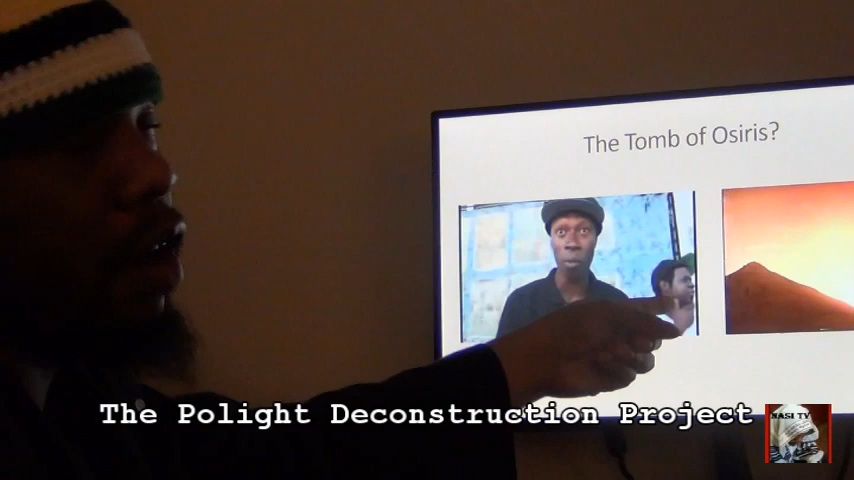 The Tomb of Osiris?
The Polight Deconstruction Project
NASI TV